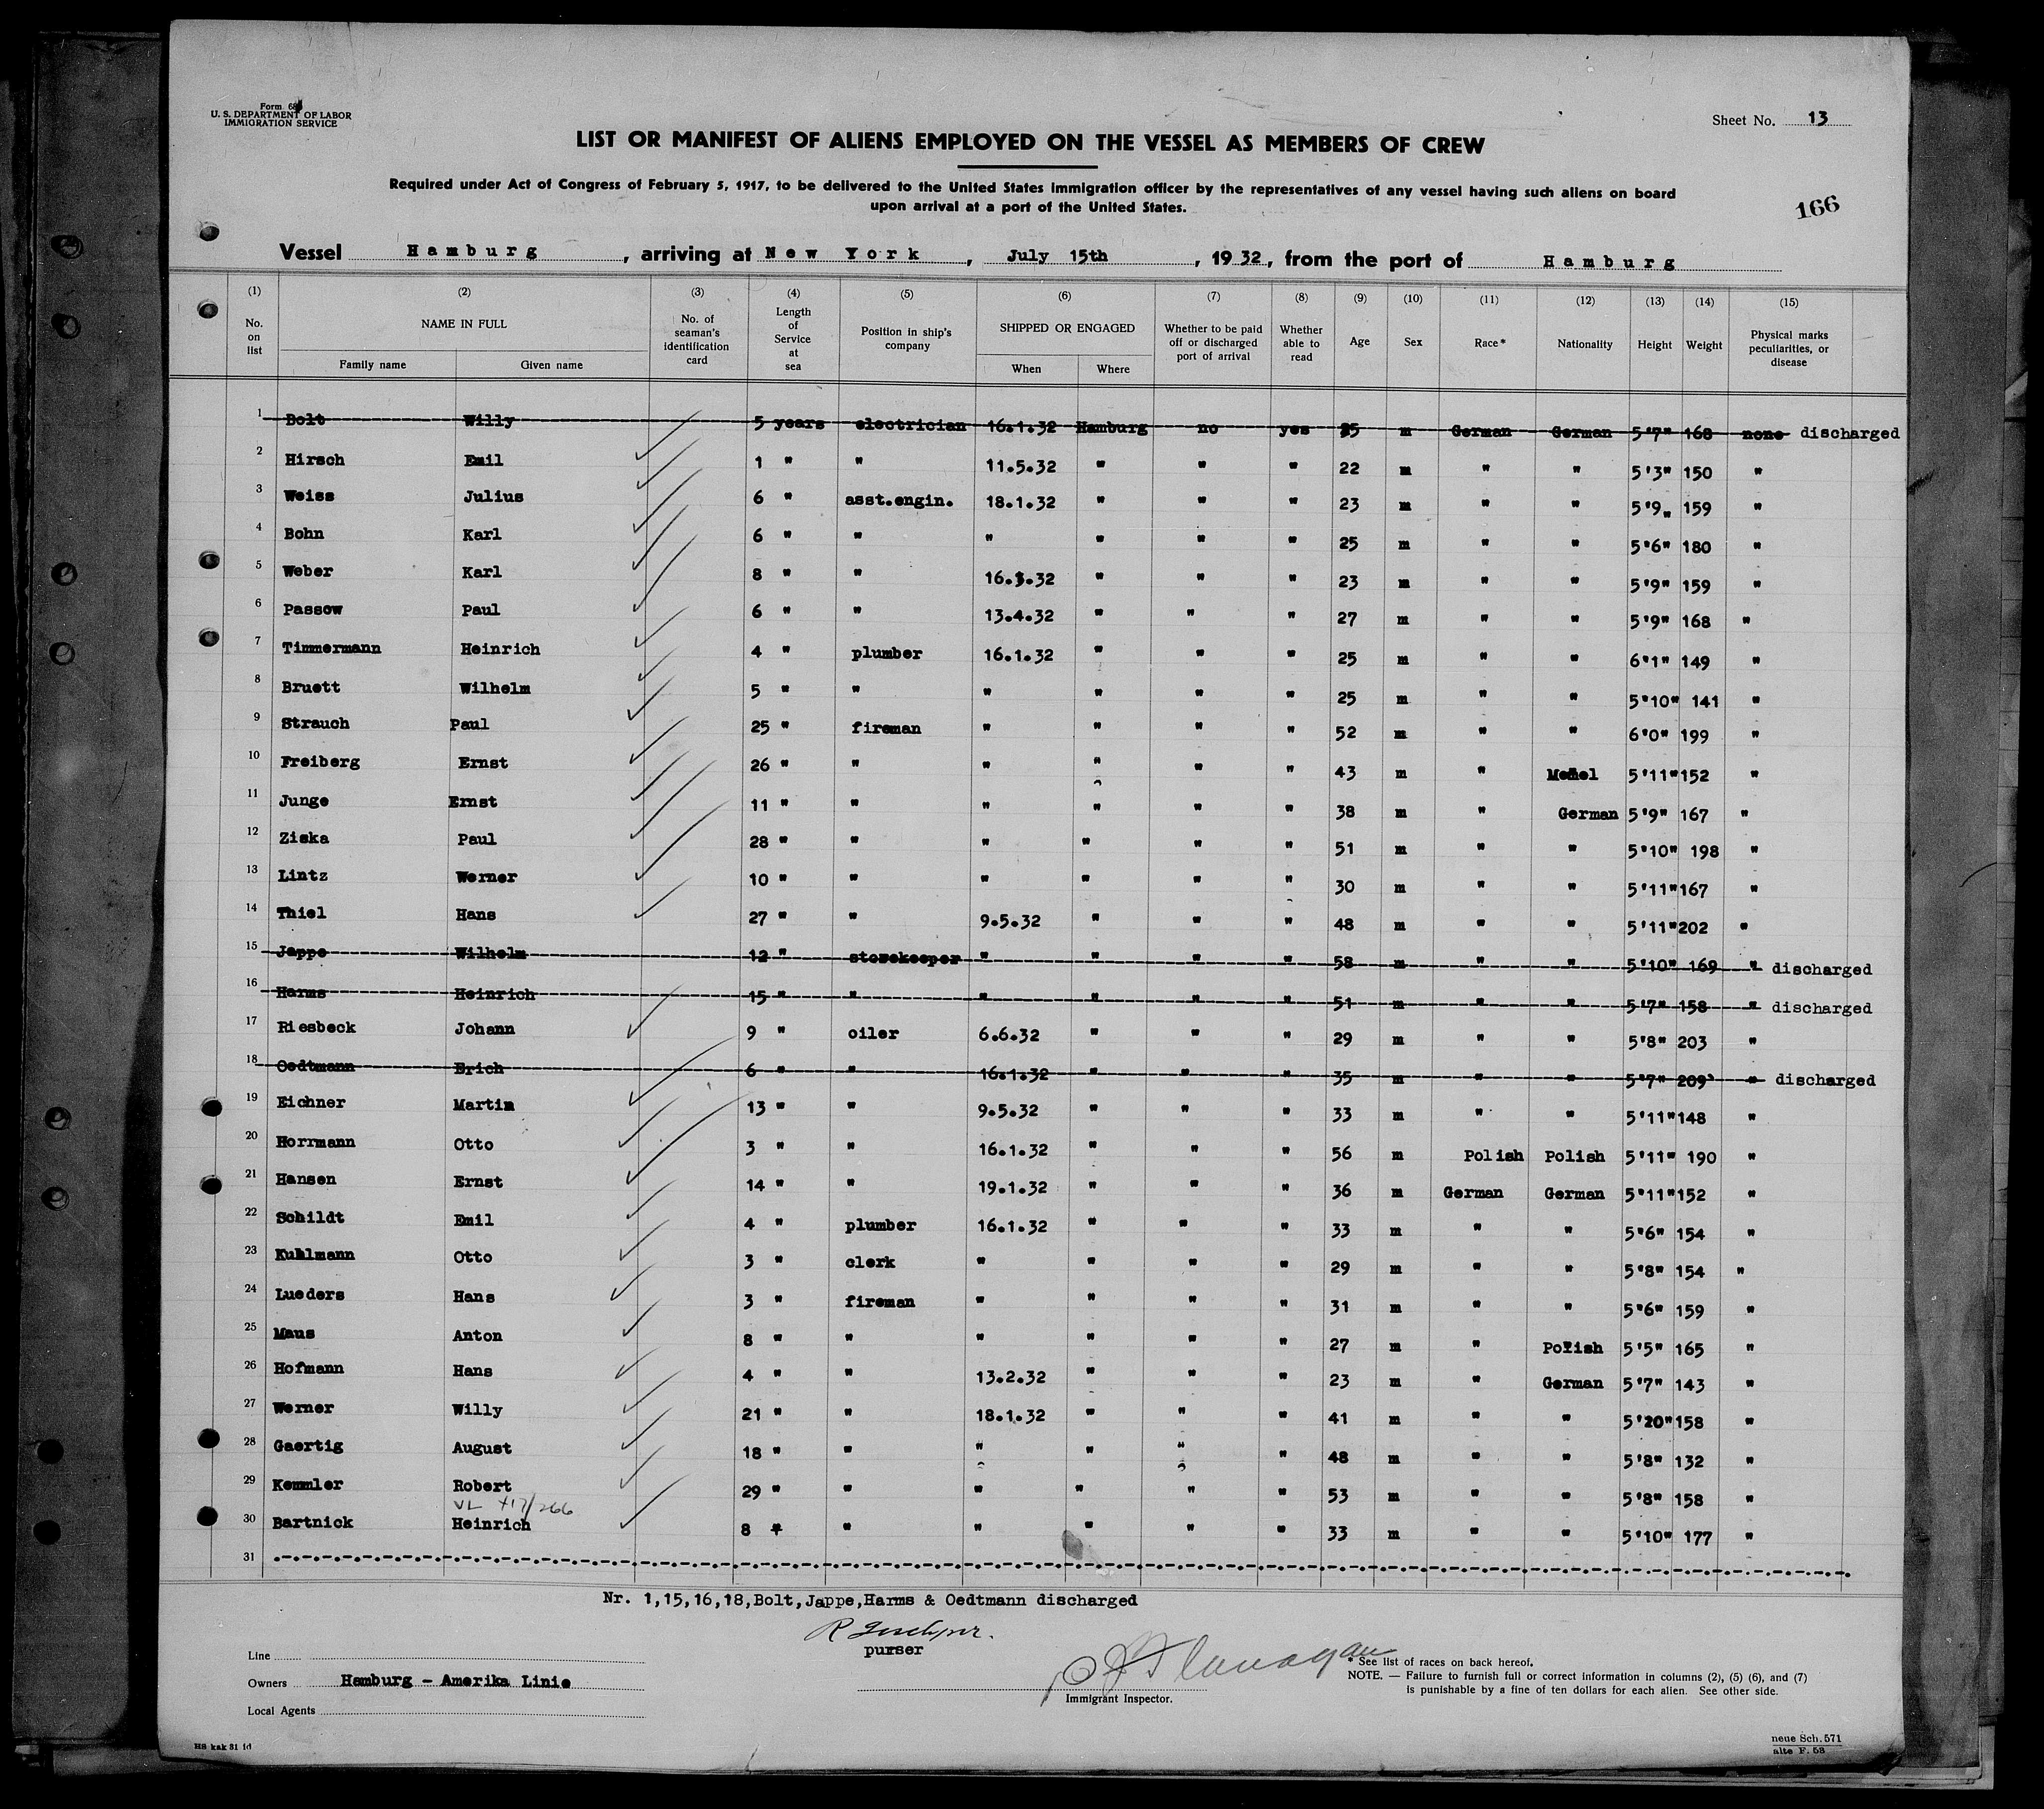 Form 680
U. S. DEPARTMENT OF LABOR
IMMIGRATION SERVICE
Sheet No. 13
LIST OR MANIFEST OF ALIENS EMPLOYED ON THE VESSEL AS MEMBERS OF CREW
Required under Act of Congress of February 5, 1917, to be delivered to the United States Immigration officer by the representatives of any vessel having such aliens on board
upon arrival at a port of the United States.
166
Vessel Hamburg, arriving at New York, July 15th, 1932, from the port of Hamburg
(1) (2) (3) (4) (5) (6) (7) (8) (9) (10) (11) (12) (13) (14) (15)
No. on list NAME IN FULL Family name Given name No. of seaman's identification card Length of Service at sea Position in ship's company SHIPPED OR ENGAGED When Where Whether to be paid off or discharged port of arrival Whether able to read Age Sex Race* Nationality Height Weight Physical marks peculiarities, or disease
1 Bolt Willy 5 years electrician 16.1.32 Hamburg no yes 25 m German German 5'7" 168 none discharged
2 Hirsch Emil 1 " " 11.5.32 " " " 22 m " " 5'3" 150 "
3 Weiss Julius 6 " asst.engin. 18.1.32 " " " 23 m " " 5'9" 159 "
4 Bohn Karl 6 " " " " " " 25 m " " 5'6" 180 "
5 Weber Karl 8 " " 16.3.32 " " " 23 m " " 5'9" 159 "
6 Passow Paul 6 " " 13.4.32 " " " 27 m " " 5'9" 168 "
7 Timmermann Heinrich 4 " plumber 16.1.32 " " " 25 m " " 6'1" 149 "
8 Bruett Wilhelm 5 " " " " " " 25 m " " 5'10" 141 "
9 Strauch Paul 25 " fireman " " " " 52 m " " 6'0" 199 "
10 Freiberg Ernst 26 " " " " " " 43 m " Memel 5'11" 152 "
11 Junge Ernst 11 " " " " " " 38 m " German 5'9" 167 "
12 Ziska Paul 28 " " " " " " 51 m " " 5'10" 198 "
13 Lintz Werner 10 " " " " " " 30 m " " 5'11" 167 "
14 Thiel Hans 27 " " 9.5.32 " " " 48 m " " 5'11" 202 "
15 Jappe Wilhelm 12 " storekeeper " " " " 58 m " " 5'10" 169 " discharged
16 Harms Heinrich 15 " " " " " " 51 m " " 5'7" 158 " discharged
17 Riesbeck Johann 9 " oiler 6.6.32 " " " 29 m " " 5'8" 203 "
18 Oedtmann Erich 6 " " 16.1.32 " " " 35 m " " 5'7" 209 " discharged
19 Eichner Martin 13 " " 9.5.32 " " " 33 m " " 5'11" 148 "
20 Horrmann Otto 3 " " 16.1.32 " " " 56 m Polish Polish 5'11" 190 "
21 Hansen Ernst 14 " " 19.1.32 " " " 36 m German German 5'11" 152 "
22 Schildt Emil 4 " plumber 16.1.32 " " " 33 m " " 5'6" 154 "
23 Kuhlmann Otto 3 " clerk " " " " 29 m " " 5'8" 154 "
24 Lueders Hans 3 " fireman " " " " 31 m " " 5'6" 159 "
25 Maus Anton 8 " " " " " " 27 m " Polish 5'5" 165 "
26 Hofmann Hans 4 " " 13.2.32 " " " 23 m " German 5'7" 143 "
27 Werner Willy 21 " " 18.1.32 " " " 41 m " " 5'20" 158 "
28 Gaertig August 18 " " " " " " 48 m " " 5'8" 132 "
29 Kemmler Robert 29 " " " " " " 53 m " " 5'8" 158 "
VL +17/266
30 Bartnick Heinrich 8 " " " " " " 33 m " " 5'10" 177 "
31
Nr. 1,15,16,18,Bolt,Jappe,Harms & Oedtmann discharged
purser
Line
Owners Hamburg - Amerika Linie
Local Agents
Flanagan
Immigrant Inspector.
* See list of races on back hereof.
NOTE. — Failure to furnish full or correct information in columns (2), (5) (6), and (7)
is punishable by a fine of ten dollars for each alien. See other side.
HS kak 31 fd
neue Sch. 571
alte F. 58